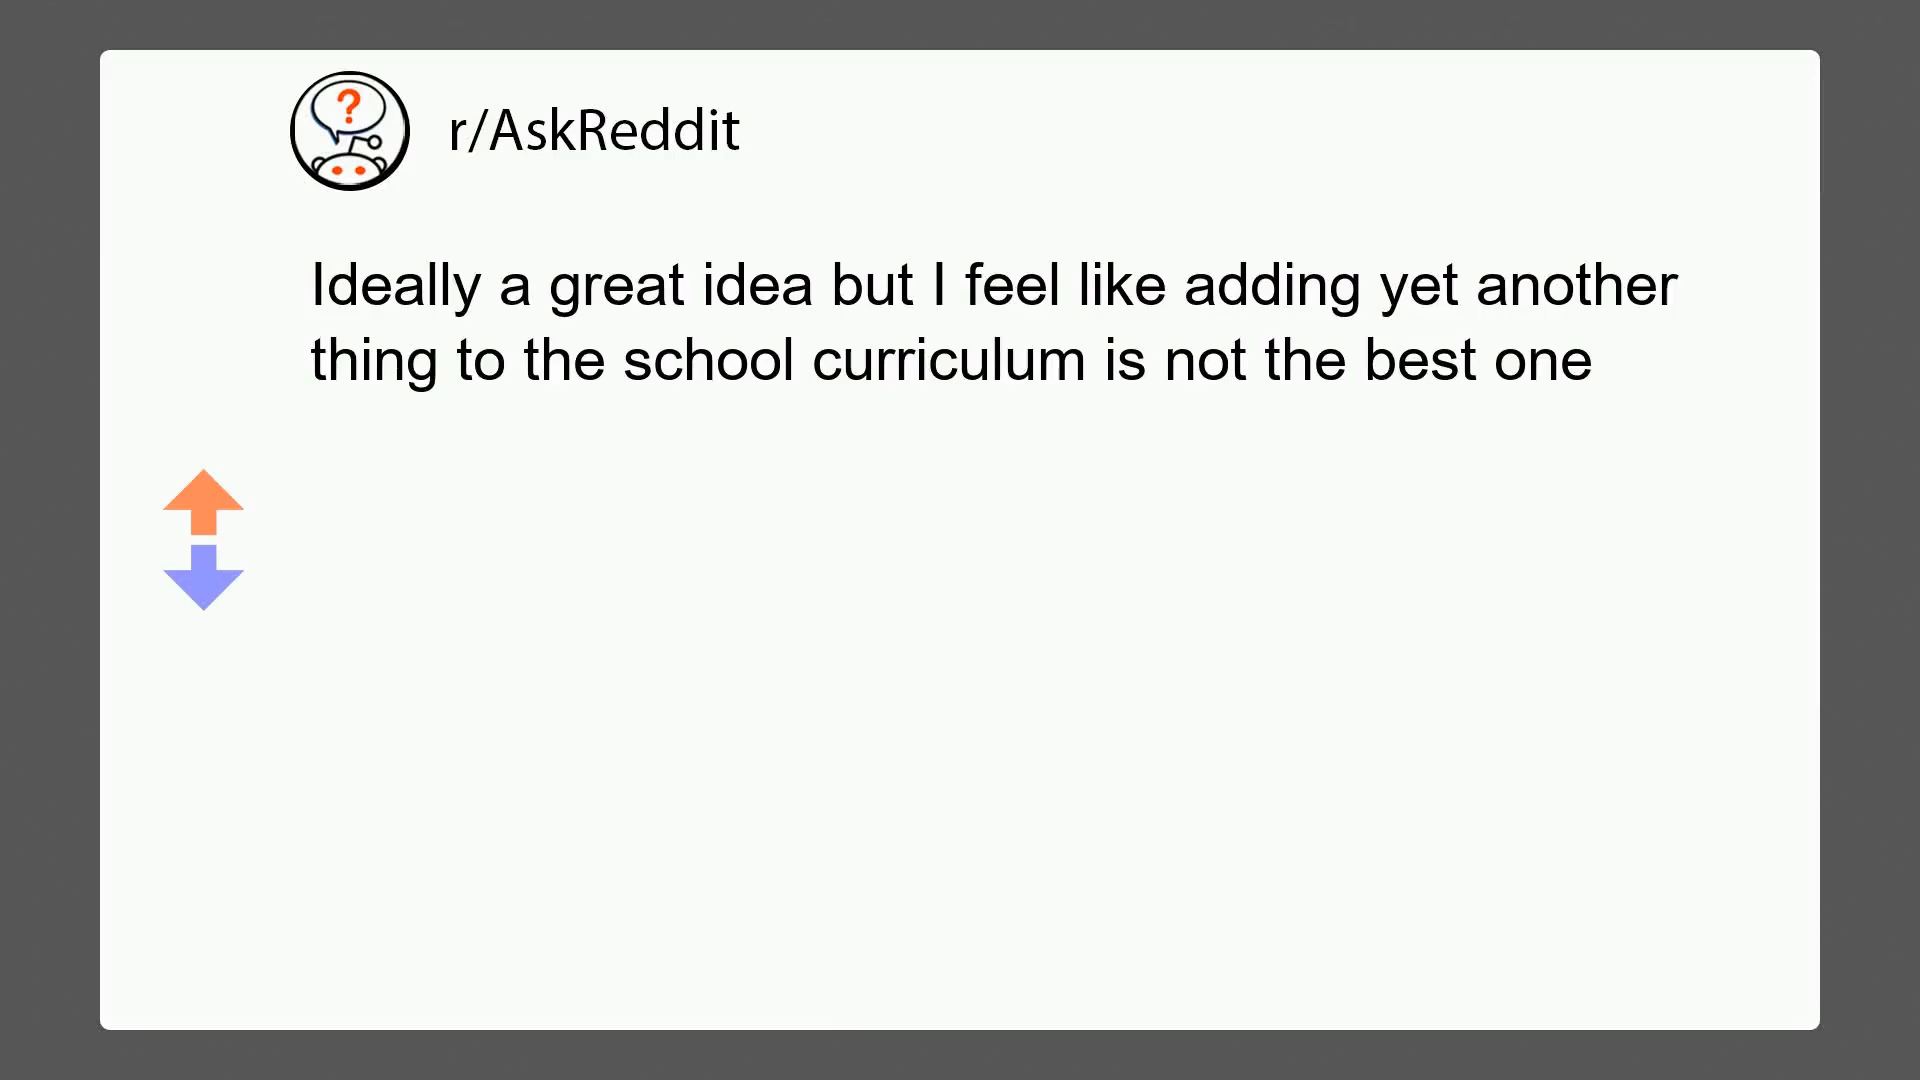 r/AskReddit
Ideally a great idea but I feel like adding yet another
thing to the school curriculum is not the best one